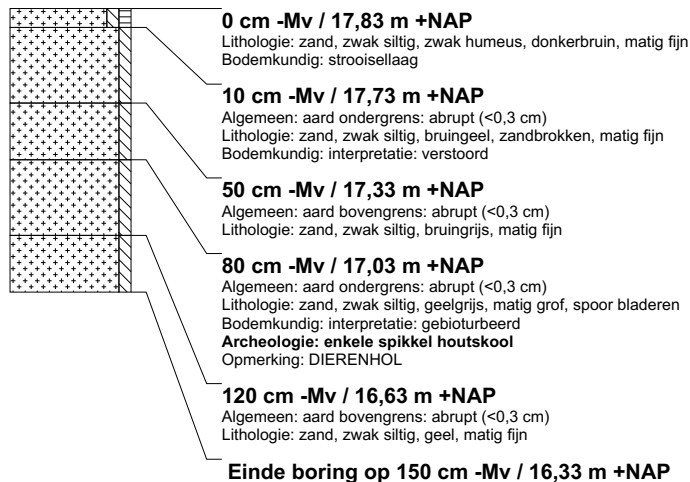 0 cm -Mv / 17,83 m +NAP
Lithologie: zand, zwak siltig, zwak humeus, donkerbruin, matig fijn
Bodemkundig: strooisellaag
10 cm -Mv / 17,73 m +NAP
Algemeen: aard ondergrens: abrupt (<0,3 cm)
Lithologie: zand, zwak siltig, bruingeel, zandbrokken, matig fijn
Bodemkundig: interpretatie: verstoord
50 cm -Mv / 17,33 m +NAP
Algemeen: aard bovengrens: abrupt (<0,3 cm)
Lithologie: zand, zwak siltig, bruingrijs, matig fijn
80 cm -Mv / 17,03 m +NAP
Algemeen: aard ondergrens: abrupt (<0,3 cm)
Lithologie: zand, zwak siltig, geelgrijs, matig grof, spoor bladeren
Bodemkundig: interpretatie: gebioturbeerd
Archeologie: enkele spikkel houtskool
Opmerking: DIERENHOL
120 cm -Mv / 16,63 m +NAP
Algemeen: aard bovengrens: abrupt (<0,3 cm)
Lithologie: zand, zwak siltig, geel, matig fijn
Einde boring op 150 cm -Mv / 16,33 m +NAP